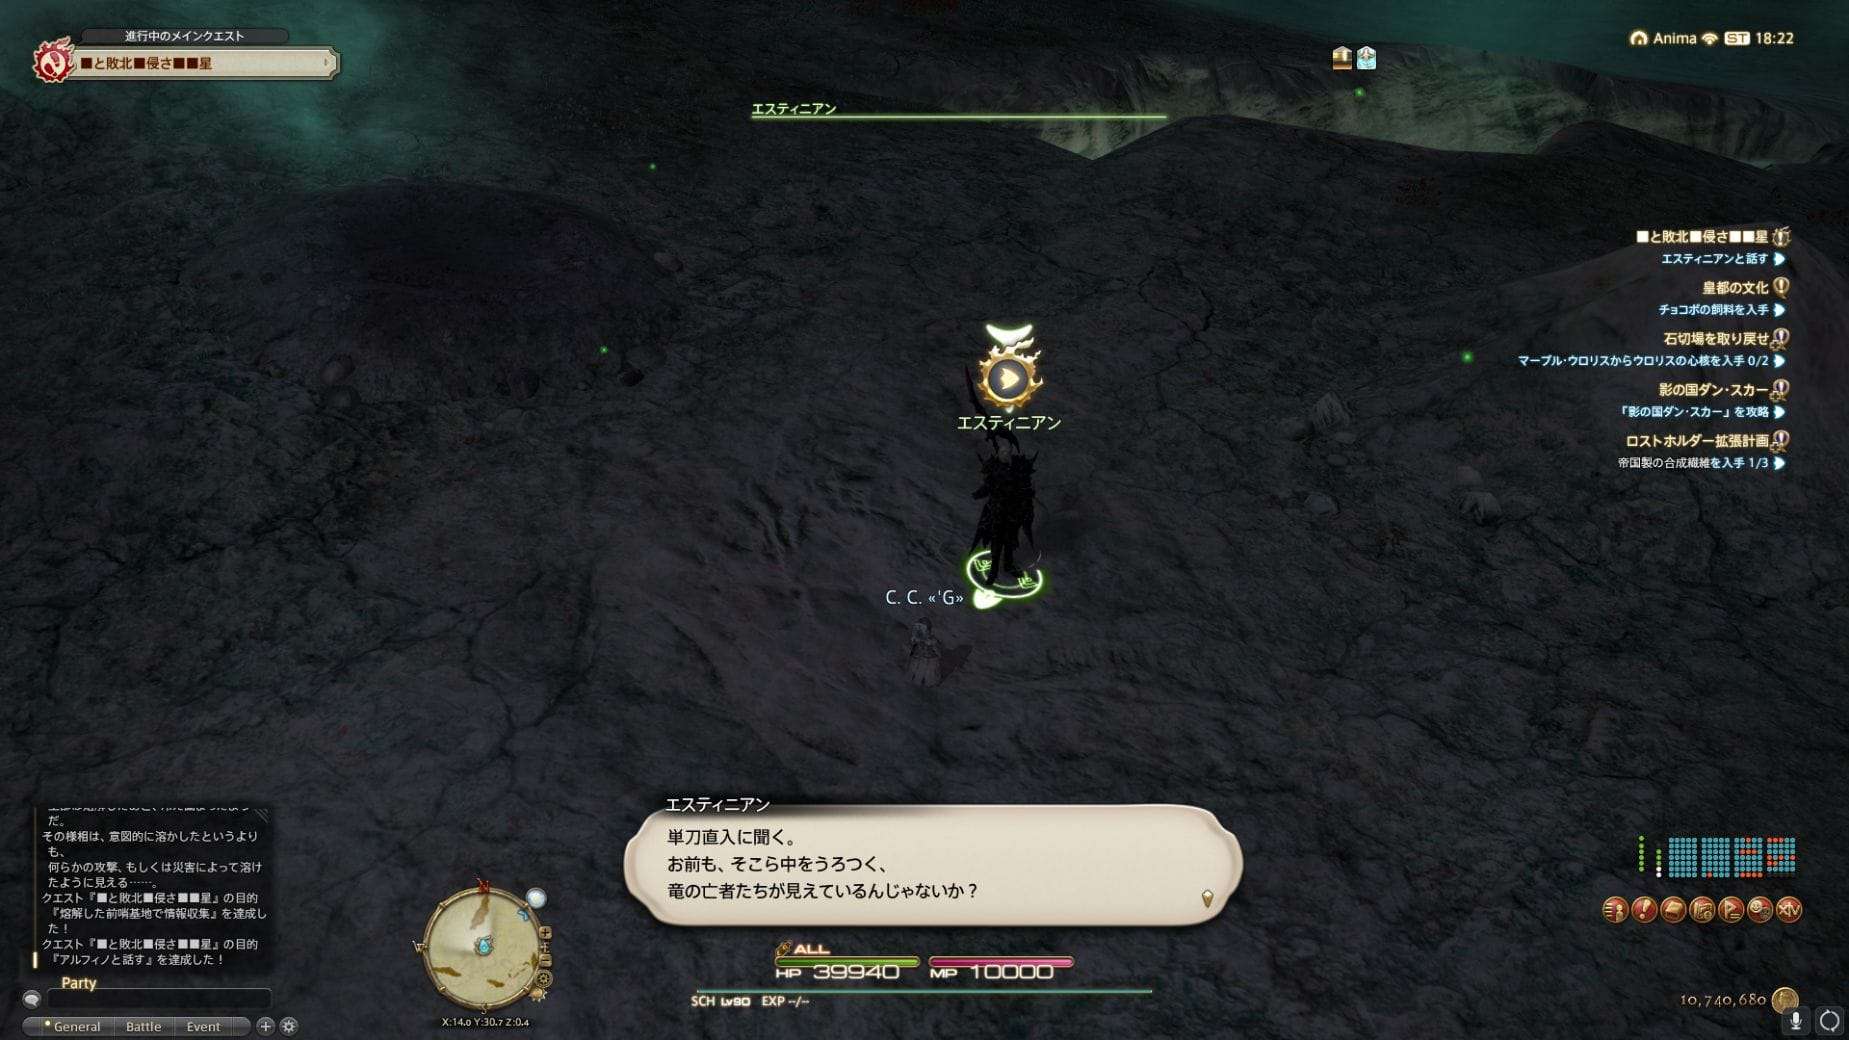 進行中のメインクエスト
■と敗北■侵さ■■星
エスティニアン
Anima ST 18:22
■と敗北■侵さ■■星
エスティニアンと話す
皇都の文化
チョコボの飼料を入手
石切場を取り戻せ
マーブル・ウロリスからウロリスの心核を入手 0/2
影の国ダン・スカー
『影の国ダン・スカー』を攻略
ロストホルダー拡張計画
帝国製の合成繊維を入手 1/3
エスティニアン
C. C. «'G»
エスティニアン
単刀直入に聞く。
お前も、そこら中をうろつく、
竜の亡者たちが見えているんじゃないか？
だ。
その様相は、意図的に溶かしたというより
も、
何らかの攻撃、もしくは災害によって溶け
たように見える……。
クエスト『■と敗北■侵さ■■星』の目的
『熔解した前哨基地で情報収集』を達成し
た！
クエスト『■と敗北■侵さ■■星』の目的
『アルフィノと話す』を達成した！
Party
General Battle Event
N
W
S
X:14.0 Y:30.7 Z:0.4
ALL
HP 39940 MP 10000
SCH Lv90 EXP --/--
XIV
10,740,680